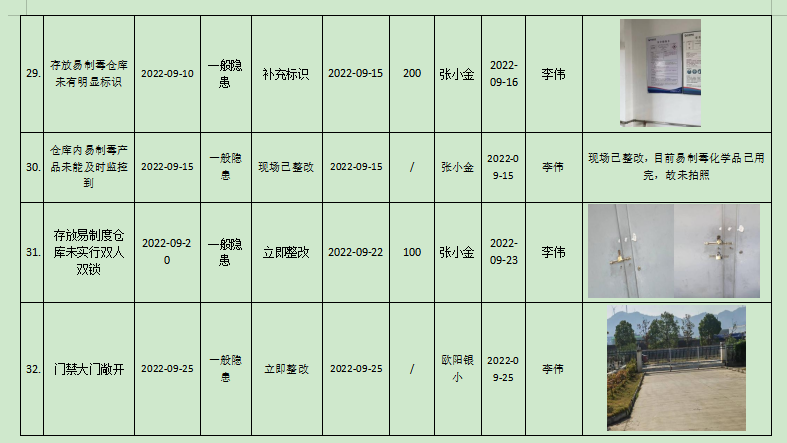 29.
存放易制毒仓库
未有明显标识
2022-09-10
一般隐
患
补充标识
2022-09-15
200
张小金
2022-
09-16
李伟
30.
仓库内易制毒产
品未能及时监控
到
2022-09-15
一般隐
患
现场已整改
2022-09-15
/
张小金
2022-0
9-15
李伟
现场已整改，目前易制毒化学品已用
完，故未拍照
31.
存放易制度仓
库未实行双人
双锁
2022-09-2
0
一般隐
患
立即整改
2022-09-22
100
张小金
2022-
09-23
李伟
32.
门禁大门敞开
2022-09-25
一般隐
患
立即整改
2022-09-25
/
欧阳银
小
2022-0
9-25
李伟